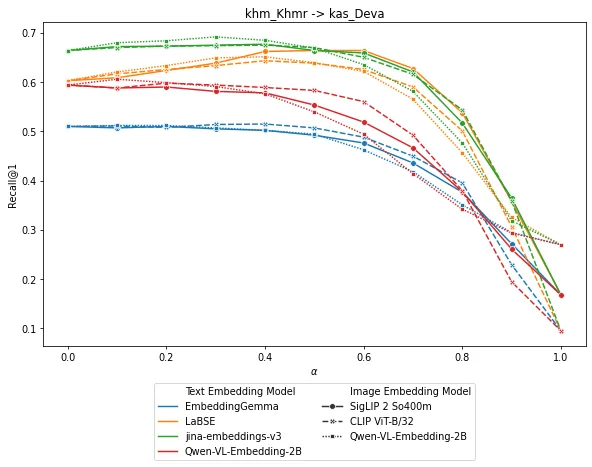 khm_Khmr -> kas_Deva
0.7
0.6
0.5
0.4
0.3
0.2
0.1
Recall@1
0.0 0.2 0.4 0.6 0.8 1.0
α
Text Embedding Model Image Embedding Model
EmbeddingGemma SigLIP 2 So400m
LaBSE CLIP ViT-B/32
jina-embeddings-v3 Qwen-VL-Embedding-2B
Qwen-VL-Embedding-2B